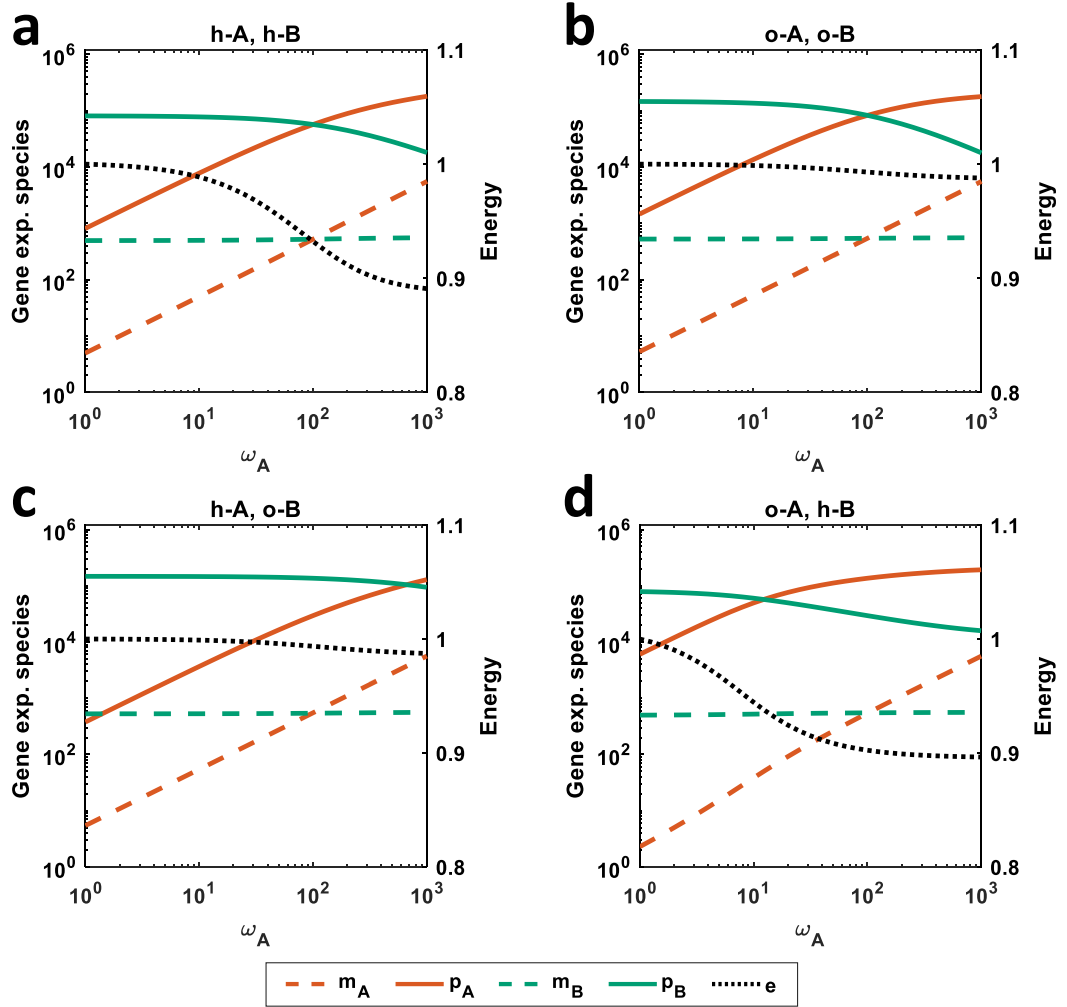 a
h-A, h-B
10^6
10^4
10^2
10^0
Gene exp. species
1.1
1
0.9
0.8
Energy
10^0 10^1 10^2 10^3
ω_A
b
o-A, o-B
10^6
10^4
10^2
10^0
Gene exp. species
1.1
1
0.9
0.8
Energy
10^0 10^1 10^2 10^3
ω_A
c
h-A, o-B
10^6
10^4
10^2
10^0
Gene exp. species
1.1
1
0.9
0.8
Energy
10^0 10^1 10^2 10^3
ω_A
d
o-A, h-B
10^6
10^4
10^2
10^0
Gene exp. species
1.1
1
0.9
0.8
Energy
10^0 10^1 10^2 10^3
ω_A
m_A p_A m_B p_B e